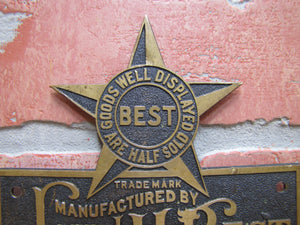 GOODS WELL DISPLAYED
BEST
ARE HALF SOLD
TRADE MARK
MANUFACTURED BY